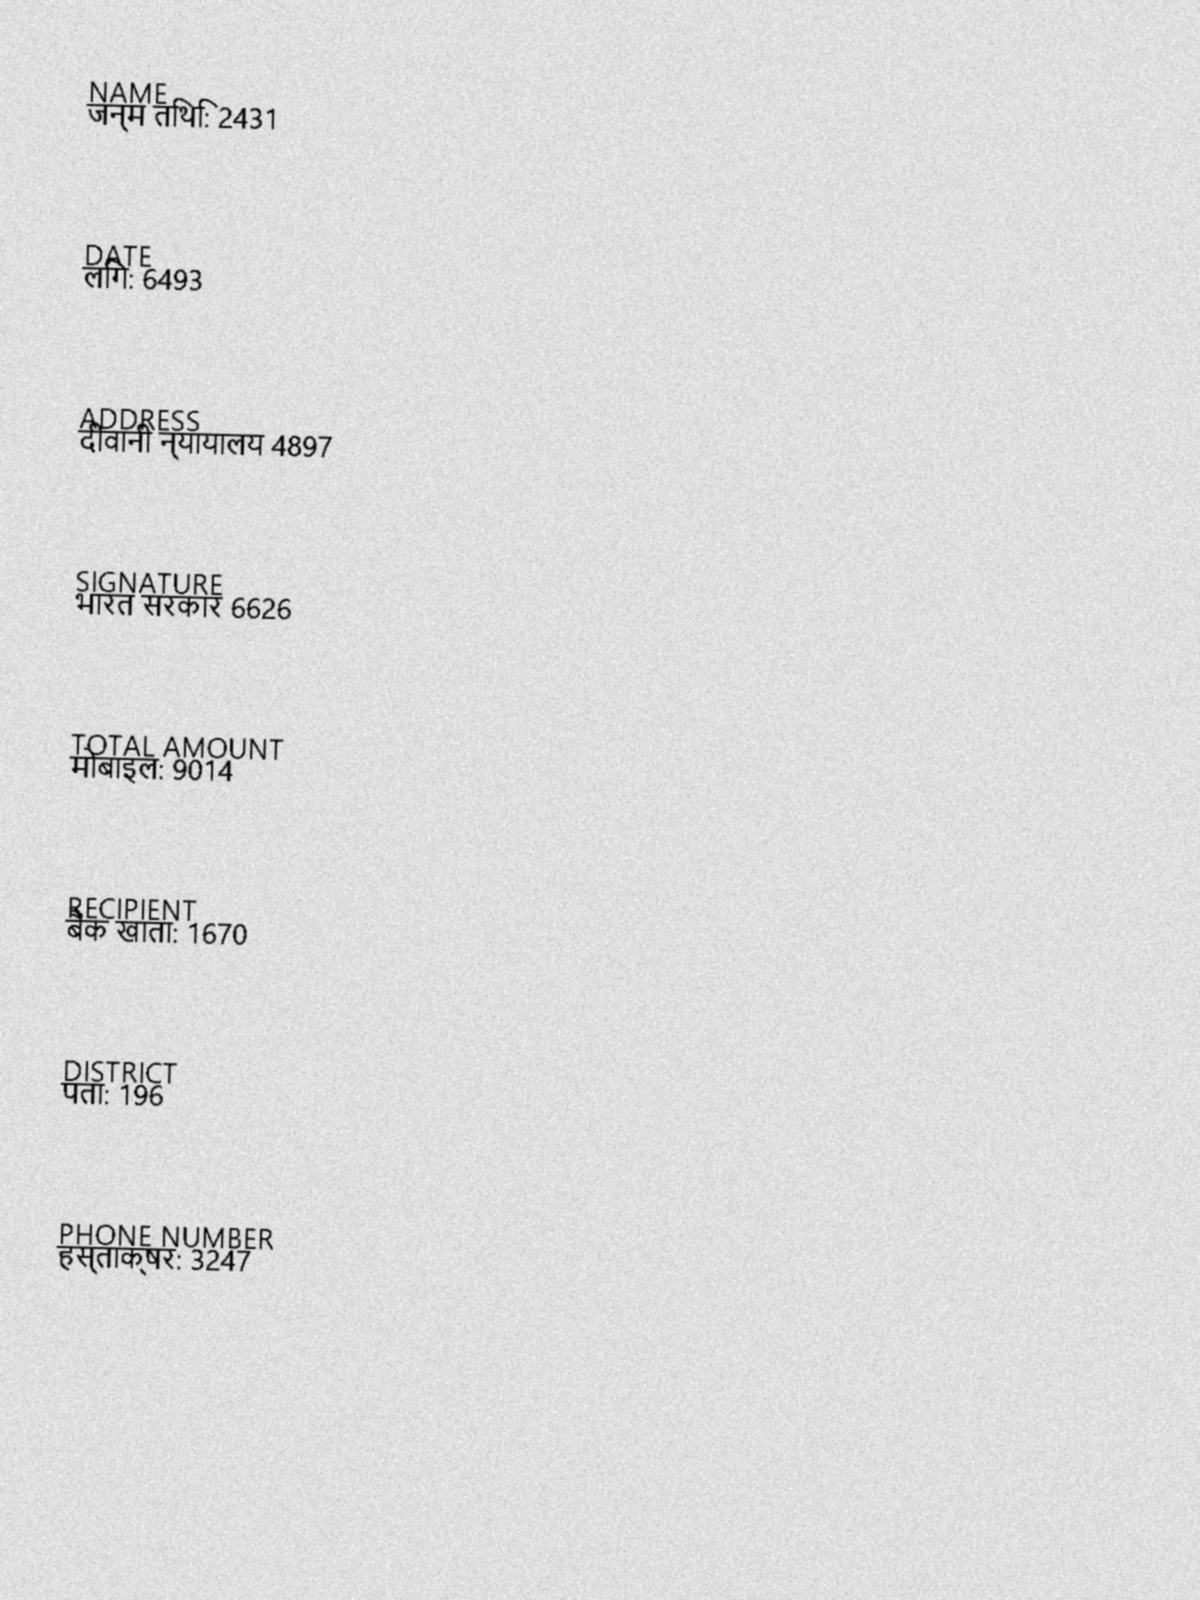 NAME
जन्म तिथि: 2431
DATE
लिंग: 6493
ADDRESS
दीवानी न्यायालय 4897
SIGNATURE
भारत सरकार 6626
TOTAL AMOUNT
मोबाइल: 9014
RECIPIENT
बैंक खाता: 1670
DISTRICT
पता: 196
PHONE NUMBER
हस्ताक्षर: 3247